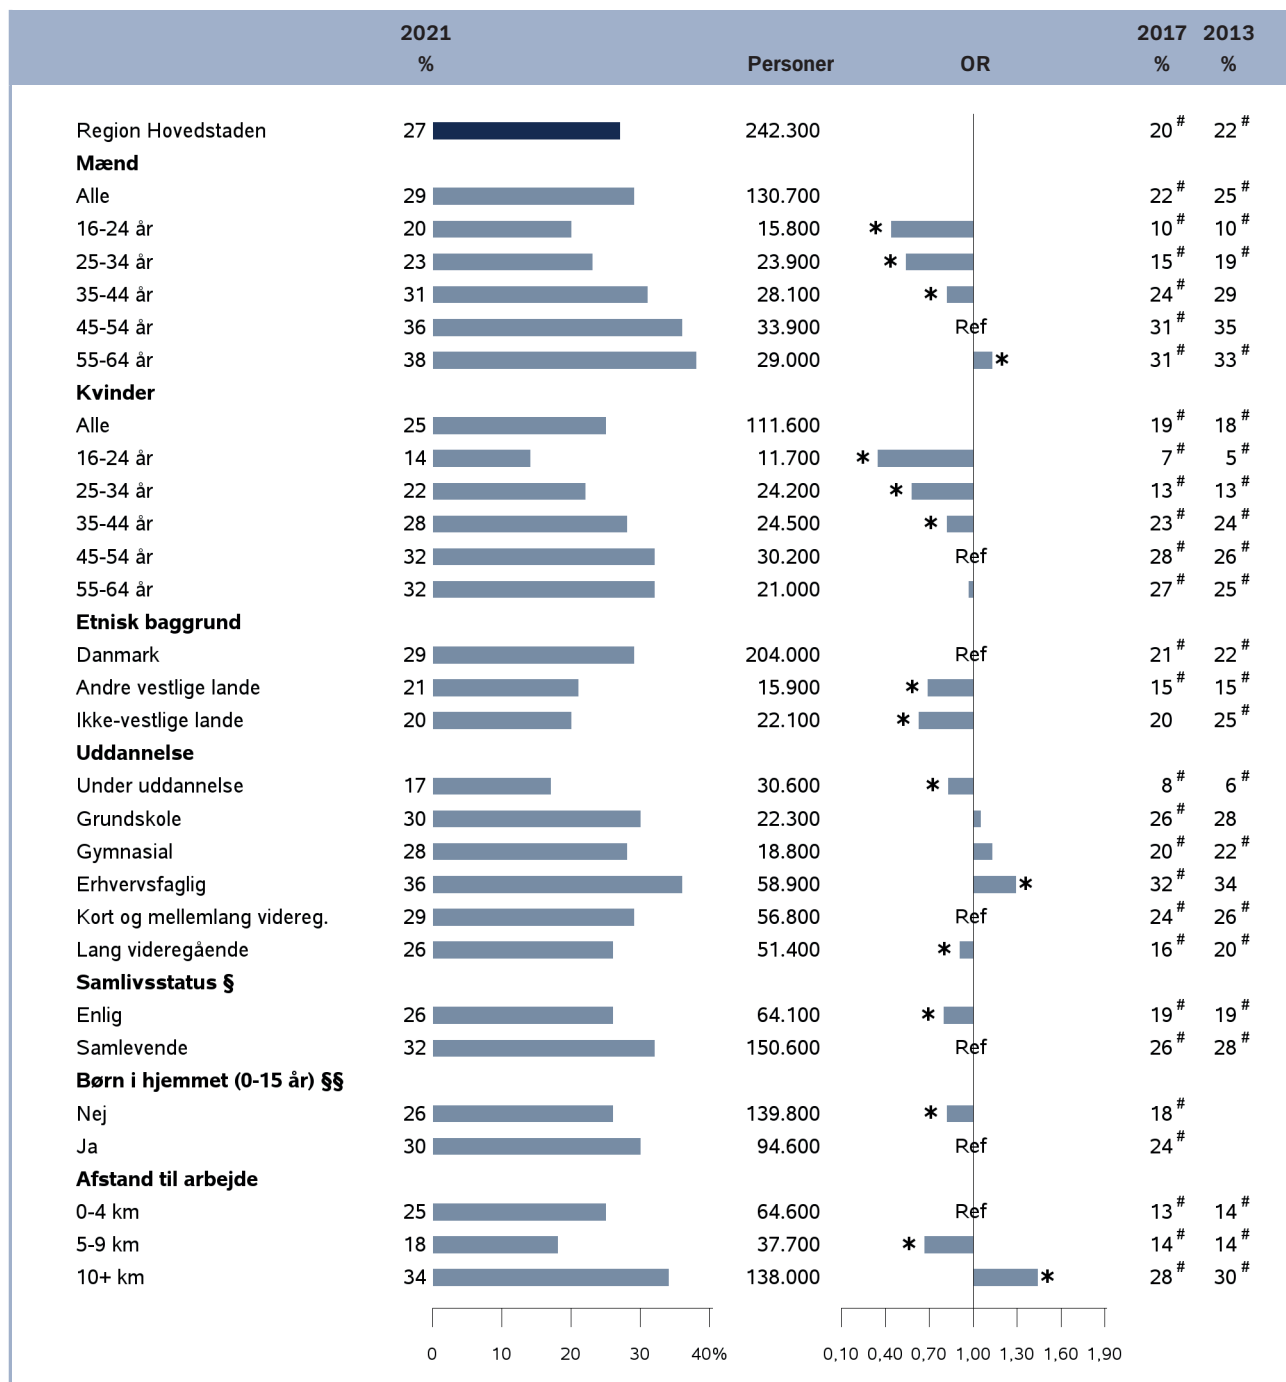 2021 2017 2013
% Personer OR % %
Region Hovedstaden 27 242.300 20 # 22 #
Mænd
Alle 29 130.700 22 # 25 #
16-24 år 20 15.800 * 10 # 10 #
25-34 år 23 23.900 * 15 # 19 #
35-44 år 31 28.100 * 24 # 29
45-54 år 36 33.900 Ref 31 # 35
55-64 år 38 29.000 * 31 # 33 #
Kvinder
Alle 25 111.600 19 # 18 #
16-24 år 14 11.700 * 7 # 5 #
25-34 år 22 24.200 * 13 # 13 #
35-44 år 28 24.500 * 23 # 24 #
45-54 år 32 30.200 Ref 28 # 26 #
55-64 år 32 21.000 27 # 25 #
Etnisk baggrund
Danmark 29 204.000 Ref 21 # 22 #
Andre vestlige lande 21 15.900 * 15 # 15 #
Ikke-vestlige lande 20 22.100 * 20 25 #
Uddannelse
Under uddannelse 17 30.600 * 8 # 6 #
Grundskole 30 22.300 26 # 28
Gymnasial 28 18.800 20 # 22 #
Erhvervsfaglig 36 58.900 * 32 # 34
Kort og mellemlang videreg. 29 56.800 Ref 24 # 26 #
Lang videregående 26 51.400 * 16 # 20 #
Samlivsstatus §
Enlig 26 64.100 * 19 # 19 #
Samlevende 32 150.600 Ref 26 # 28 #
Børn i hjemmet (0-15 år) §§
Nej 26 139.800 * 18 #
Ja 30 94.600 Ref 24 #
Afstand til arbejde
0-4 km 25 64.600 Ref 13 # 14 #
5-9 km 18 37.700 * 14 # 14 #
10+ km 34 138.000 * 28 # 30 #
0 10 20 30 40% 0,10 0,40 0,70 1,00 1,30 1,60 1,90